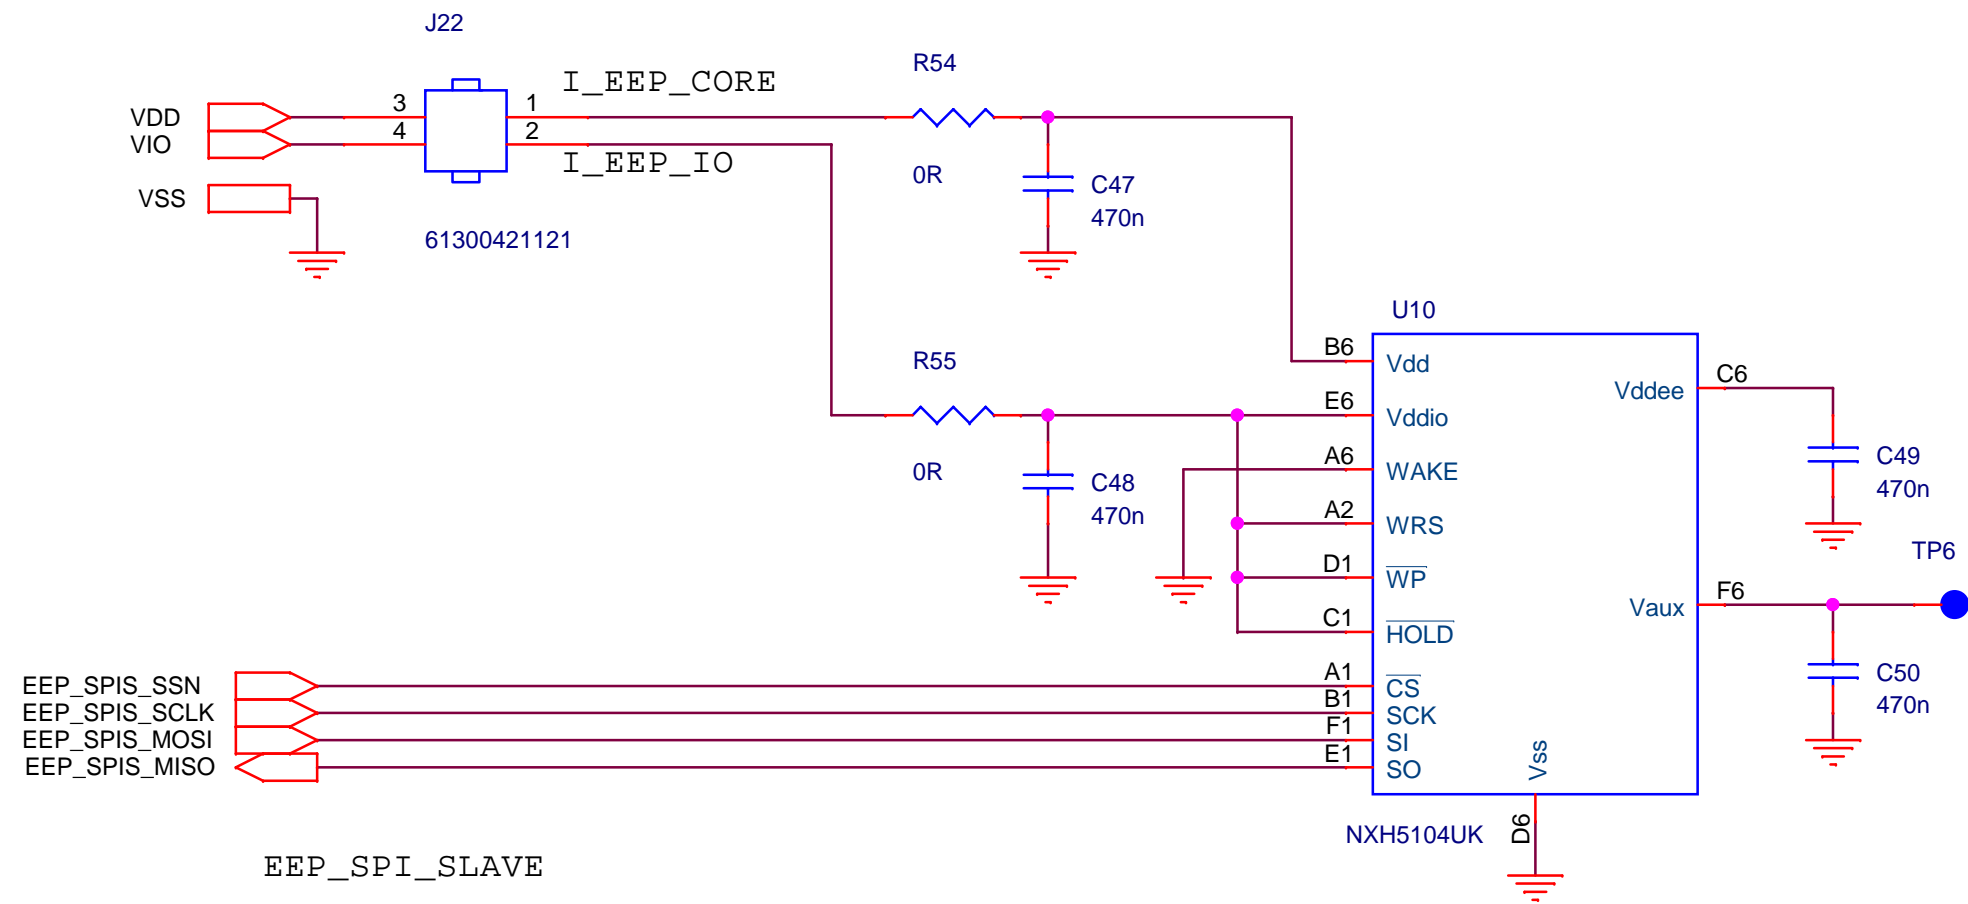 J22
I_EEP_CORE
R54
VDD
3
1
VIO
4
2
I_EEP_IO
0R
C47
470n
VSS
61300421121
U10
R55
B6
Vdd
Vddee
C6
E6
Vddio
0R
C48
470n
A6
WAKE
C49
470n
A2
WRS
TP6
D1
WP
Vaux
F6
C1
HOLD
C50
470n
EEP_SPIS_SSN
A1
CS
EEP_SPIS_SCLK
B1
SCK
EEP_SPIS_MOSI
F1
SI
EEP_SPIS_MISO
E1
SO
Vss
D6
NXH5104UK
EEP_SPI_SLAVE